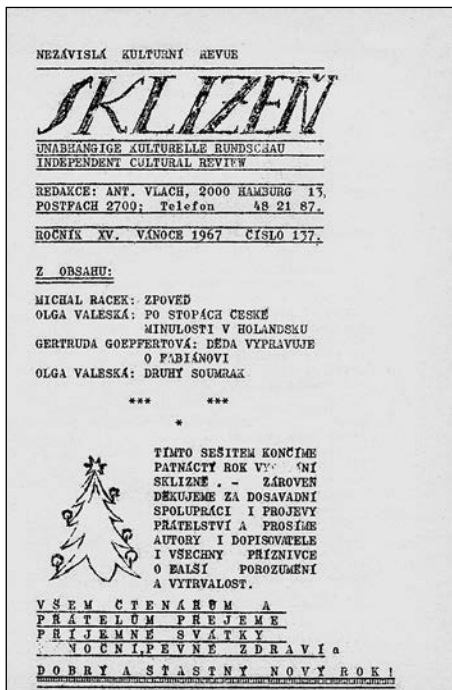 NEZÁVISLÁ KULTURNÍ REVUE
SKLIZEŇ
UNABHÄNGIGE KULTURELLE RUNDSCHAU
INDEPENDENT CULTURAL REVIEW
REDAKCE: ANT. VLACH, 2000 HAMBURG 13,
POSTFACH 2700; Telefon 48 21 87.
ROČNÍK XV. VÁNOCE 1967 ČÍSLO 137.
Z OBSAHU:
MICHAL RACEK: ZPOVĚĎ
OLGA VALESKÁ: PO STOPÁCH ČESKÉ
MINULOSTI V HOLANDSKU
GERTRUDA GOEPFERTOVÁ: DĚDA VYPRAVUJE
O FABIÁNOVI
OLGA VALESKÁ: DRUHÝ SOUMRAK
*** ***
*
TÍMTO SEŠITEM KONČÍME
PATNÁCTÝ ROK
SKLIZNĚ . - ZÁROVEŇ
DĚKUJEME ZA DOSAVADNÍ
SPOLUPRÁCI I PROJEVY
PŘÁTELSTVÍ A PROSÍME
AUTORY I DOPISOVATELE
I VŠECHNY PŘÍZNIVCE
O ĎALŠÍ POROZUMĚNÍ
A VYTRVALOST.
VŠEM ČTENÁŘŮM A
PŘÁTELŮM PŘEJEME
PŘÍJEMNÉ SVÁTKY
NOČNÍ, PEVNÉ ZDRAVÍ a
DOBRÝ A ŠŤASTNÝ NOVÝ ROK!